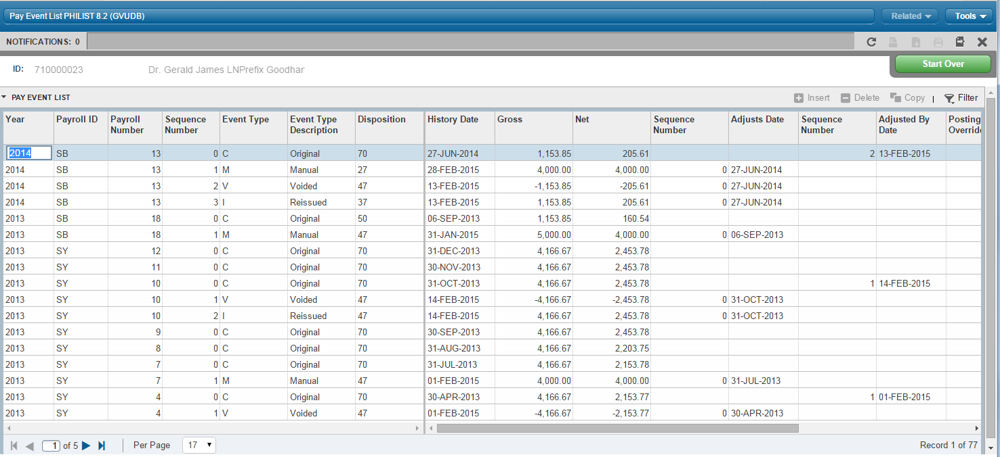 Pay Event List PHILIST 8.2 (GVUDB) Related Tools
NOTIFICATIONS: 0
ID: 710000023 Dr. Gerald James LNPrefix Goodhar Start Over
PAY EVENT LIST Insert Delete Copy Filter
Year Payroll ID Payroll Number Sequence Number Event Type Event Type Description Disposition History Date Gross Net Sequence Number Adjusts Date Sequence Number Adjusted By Date Posting
2014 SB 13 0 C Original 70 27-JUN-2014 1,153.85 205.61 2 13-FEB-2015
2014 SB 13 1 M Manual 27 28-FEB-2015 4,000.00 4,000.00 0 27-JUN-2014
2014 SB 13 2 V Voided 47 13-FEB-2015 -1,153.85 -205.61 0 27-JUN-2014
2014 SB 13 3 I Reissued 37 13-FEB-2015 1,153.85 205.61 0 27-JUN-2014
2013 SB 18 0 C Original 50 06-SEP-2013 1,153.85 160.54
2013 SB 18 1 M Manual 47 31-JAN-2015 5,000.00 4,000.00 0 06-SEP-2013
2013 SY 12 0 C Original 70 31-DEC-2013 4,166.67 2,453.78
2013 SY 11 0 C Original 70 30-NOV-2013 4,166.67 2,453.78
2013 SY 10 0 C Original 70 31-OCT-2013 4,166.67 2,453.78 1 14-FEB-2015
2013 SY 10 1 V Voided 47 14-FEB-2015 -4,166.67 -2,453.78 0 31-OCT-2013
2013 SY 10 2 I Reissued 47 14-FEB-2015 4,166.67 2,453.78 0 31-OCT-2013
2013 SY 9 0 C Original 70 30-SEP-2013 4,166.67 2,453.78
2013 SY 8 0 C Original 70 31-AUG-2013 4,166.67 2,203.75
2013 SY 7 0 C Original 70 31-JUL-2013 4,166.67 2,153.78
2013 SY 7 1 M Manual 47 01-FEB-2015 4,000.00 4,000.00 0 31-JUL-2013
2013 SY 4 0 C Original 70 30-APR-2013 4,166.67 2,153.77 1 01-FEB-2015
2013 SY 4 1 V Voided 47 01-FEB-2015 -4,166.67 -2,153.77 0 30-APR-2013
1 of 5 Per Page 17 Record 1 of 77